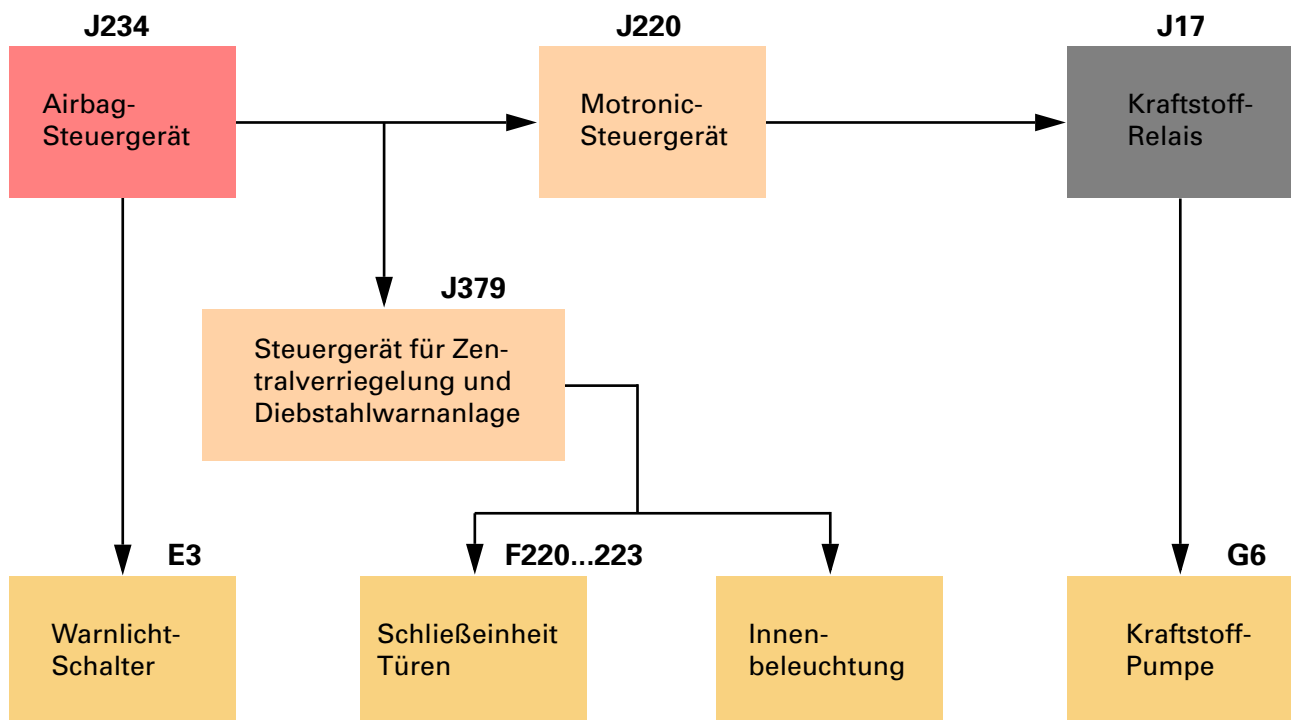 J234
Airbag-
Steuergerät
J220
Motronic-
Steuergerät
J17
Kraftstoff-
Relais
J379
Steuergerät für Zen-
tralverriegelung und
Diebstahlwarnanlage
E3
Warnlicht-
Schalter
F220...223
Schließeinheit
Türen
Innen-
beleuchtung
G6
Kraftstoff-
Pumpe